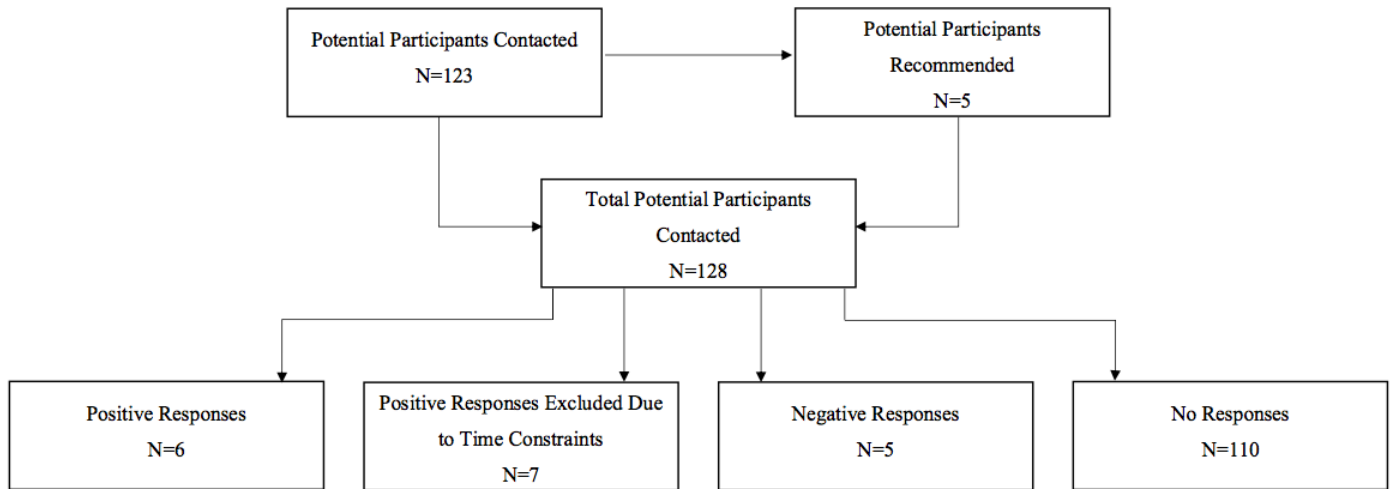 Potential Participants Contacted
N=123
Potential Participants
Recommended
N=5
Total Potential Participants
Contacted
N=128
Positive Responses
N=6
Positive Responses Excluded Due
to Time Constraints
N=7
Negative Responses
N=5
No Responses
N=110